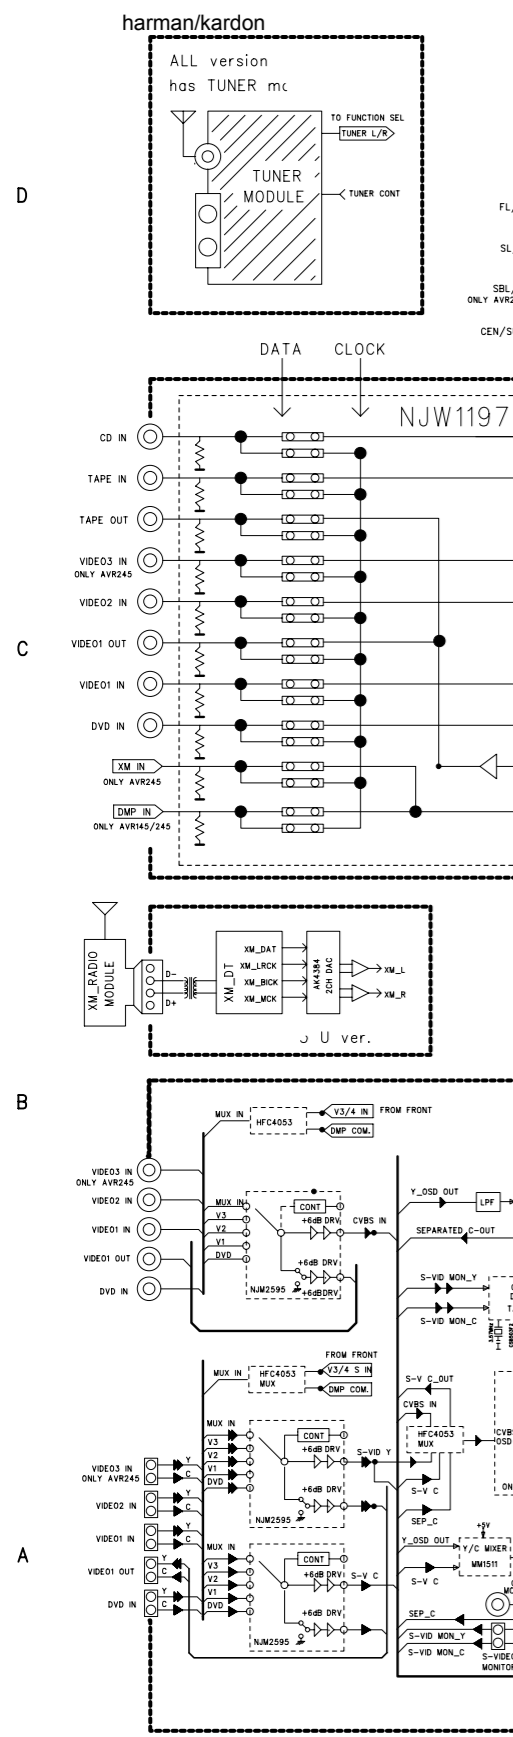 harman/kardon
ALL version
has TUNER
TO FUNCTION SEL
TUNER L/R
TUNER MODULE
TUNER CONT
D
FL/
SL/
SBL/
ONLY AVR2
CEN/S
DATA CLOCK
NJW1197
CD IN
TAPE IN
TAPE OUT
VIDEO3 IN
ONLY AVR245
VIDEO2 IN
C
VIDEO1 OUT
VIDEO1 IN
DVD IN
XM IN
ONLY AVR245
DMP IN
ONLY AVR145/245
XM_RADIO MODULE
D-
D+
XM_DT
XM_DAT
XM_LRCK
XM_BICK
XM_MCK
AK4384
2CH DAC
XM_L
XM_R
U ver.
B
MUX IN
HFC4053
V3/4 IN
FROM FRONT
DMP COM.
VIDEO3 IN
ONLY AVR245
VIDEO2 IN
VIDEO1 IN
VIDEO1 OUT
DVD IN
MUX IN
V3
V2
V1
DVD
CONT
+6dB DRV
CVBS IN
+6dB DRV
NJM2595
+6dBDRV
Y_OSD OUT
LPF
SEPARATED C-OUT
S-VID MON_Y
S-VID MON_C
FROM FRONT
MUX IN
HFC4053
MUX
V3/4 S IN
DMP COM.
S-V C_OUT
CVBS IN
HFC4053
MUX
CVBS
OSD
ON
MUX IN
V3
V2
V1
DVD
CONT
+6dB DRV
S-VID Y
+6dB DRV
NJM2595
S-V C
SEP_C
VIDEO3 IN
ONLY AVR245
Y
C
VIDEO2 IN
Y
C
VIDEO1 IN
Y
C
A
VIDEO1 OUT
Y
C
DVD IN
Y
C
MUX IN
V3
V2
V1
DVD
CONT
+6dB DRV
S-V C
+6dB DRV
NJM2595
+5V
Y_OSD OUT
Y/C MIXER
MM1511
S-V C
MO
SEP_C
S-VID MON_Y
S-VID MON_C
S-VIDEO
MONITOR